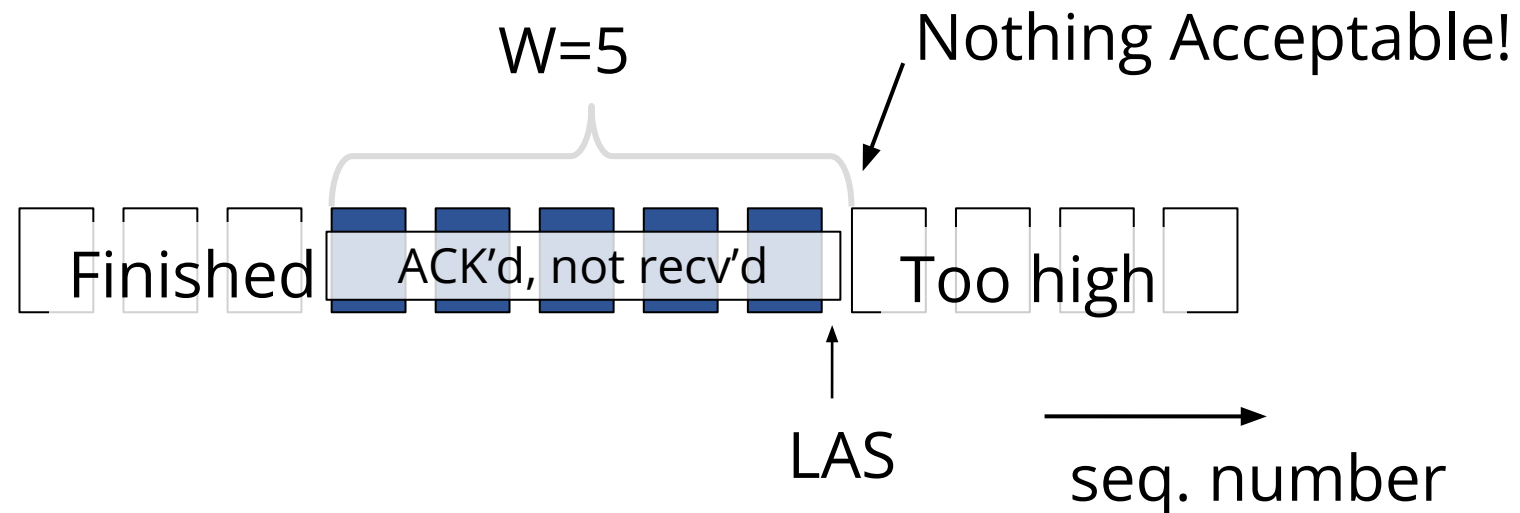 Nothing Acceptable!
W=5
Finished
ACK’d, not recv’d
Too high
LAS
seq. number